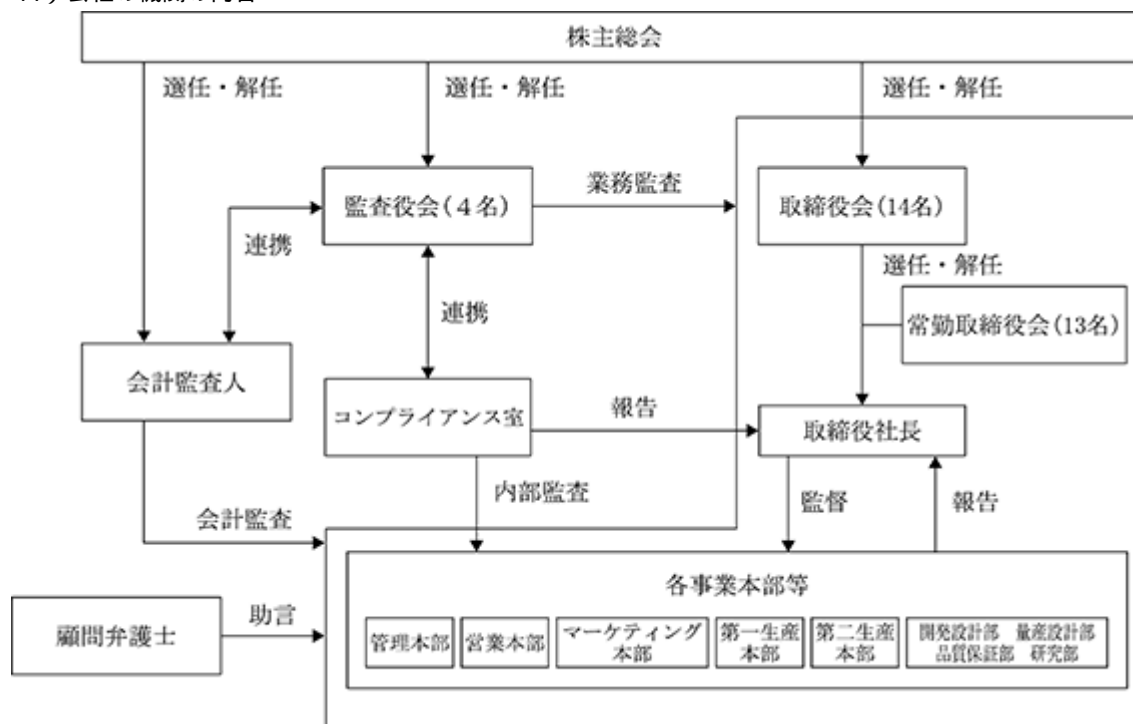 株主総会
選任・解任
選任・解任
選任・解任
監査役会(4名)
業務監査
取締役会(14名)
連携
選任・解任
連携
常勤取締役会(13名)
会計監査人
コンプライアンス室
報告
取締役社長
内部監査
監督
報告
会計監査
各事業本部等
顧問弁護士
助言
管理本部
営業本部
マーケティング
本部
第一生産
本部
第二生産
本部
開発設計部 量産設計部
品質保証部 研究部